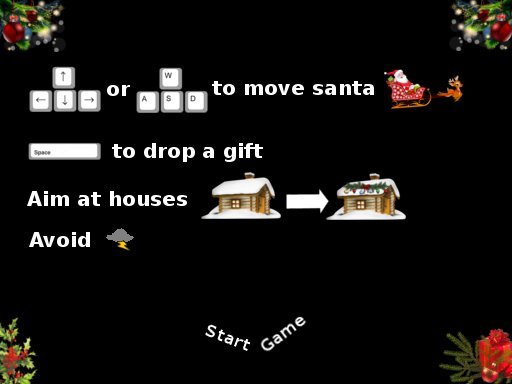 ↑ W
← ↓ → or A S D to move santa
Space to drop a gift
Aim at houses
Avoid
Start Game